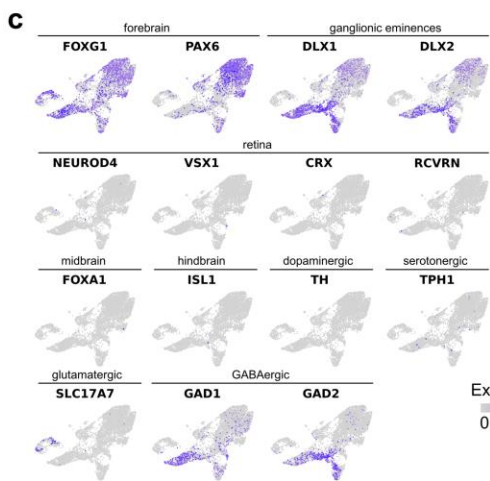 c
forebrain ganglionic eminences
FOXG1 PAX6 DLX1 DLX2
retina
NEUROD4 VSX1 CRX RCVRN
midbrain hindbrain dopaminergic serotonergic
FOXA1 ISL1 TH TPH1
glutamatergic GABAergic
SLC17A7 GAD1 GAD2
Ex
0